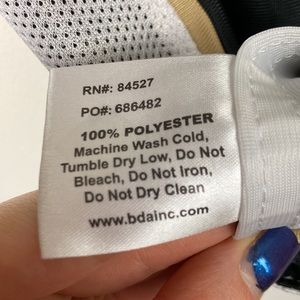 RN#: 84527
PO#: 686482
100% POLYESTER
Machine Wash Cold,
Tumble Dry Low, Do Not
Bleach, Do Not Iron,
Do Not Dry Clean
www.bdainc.com